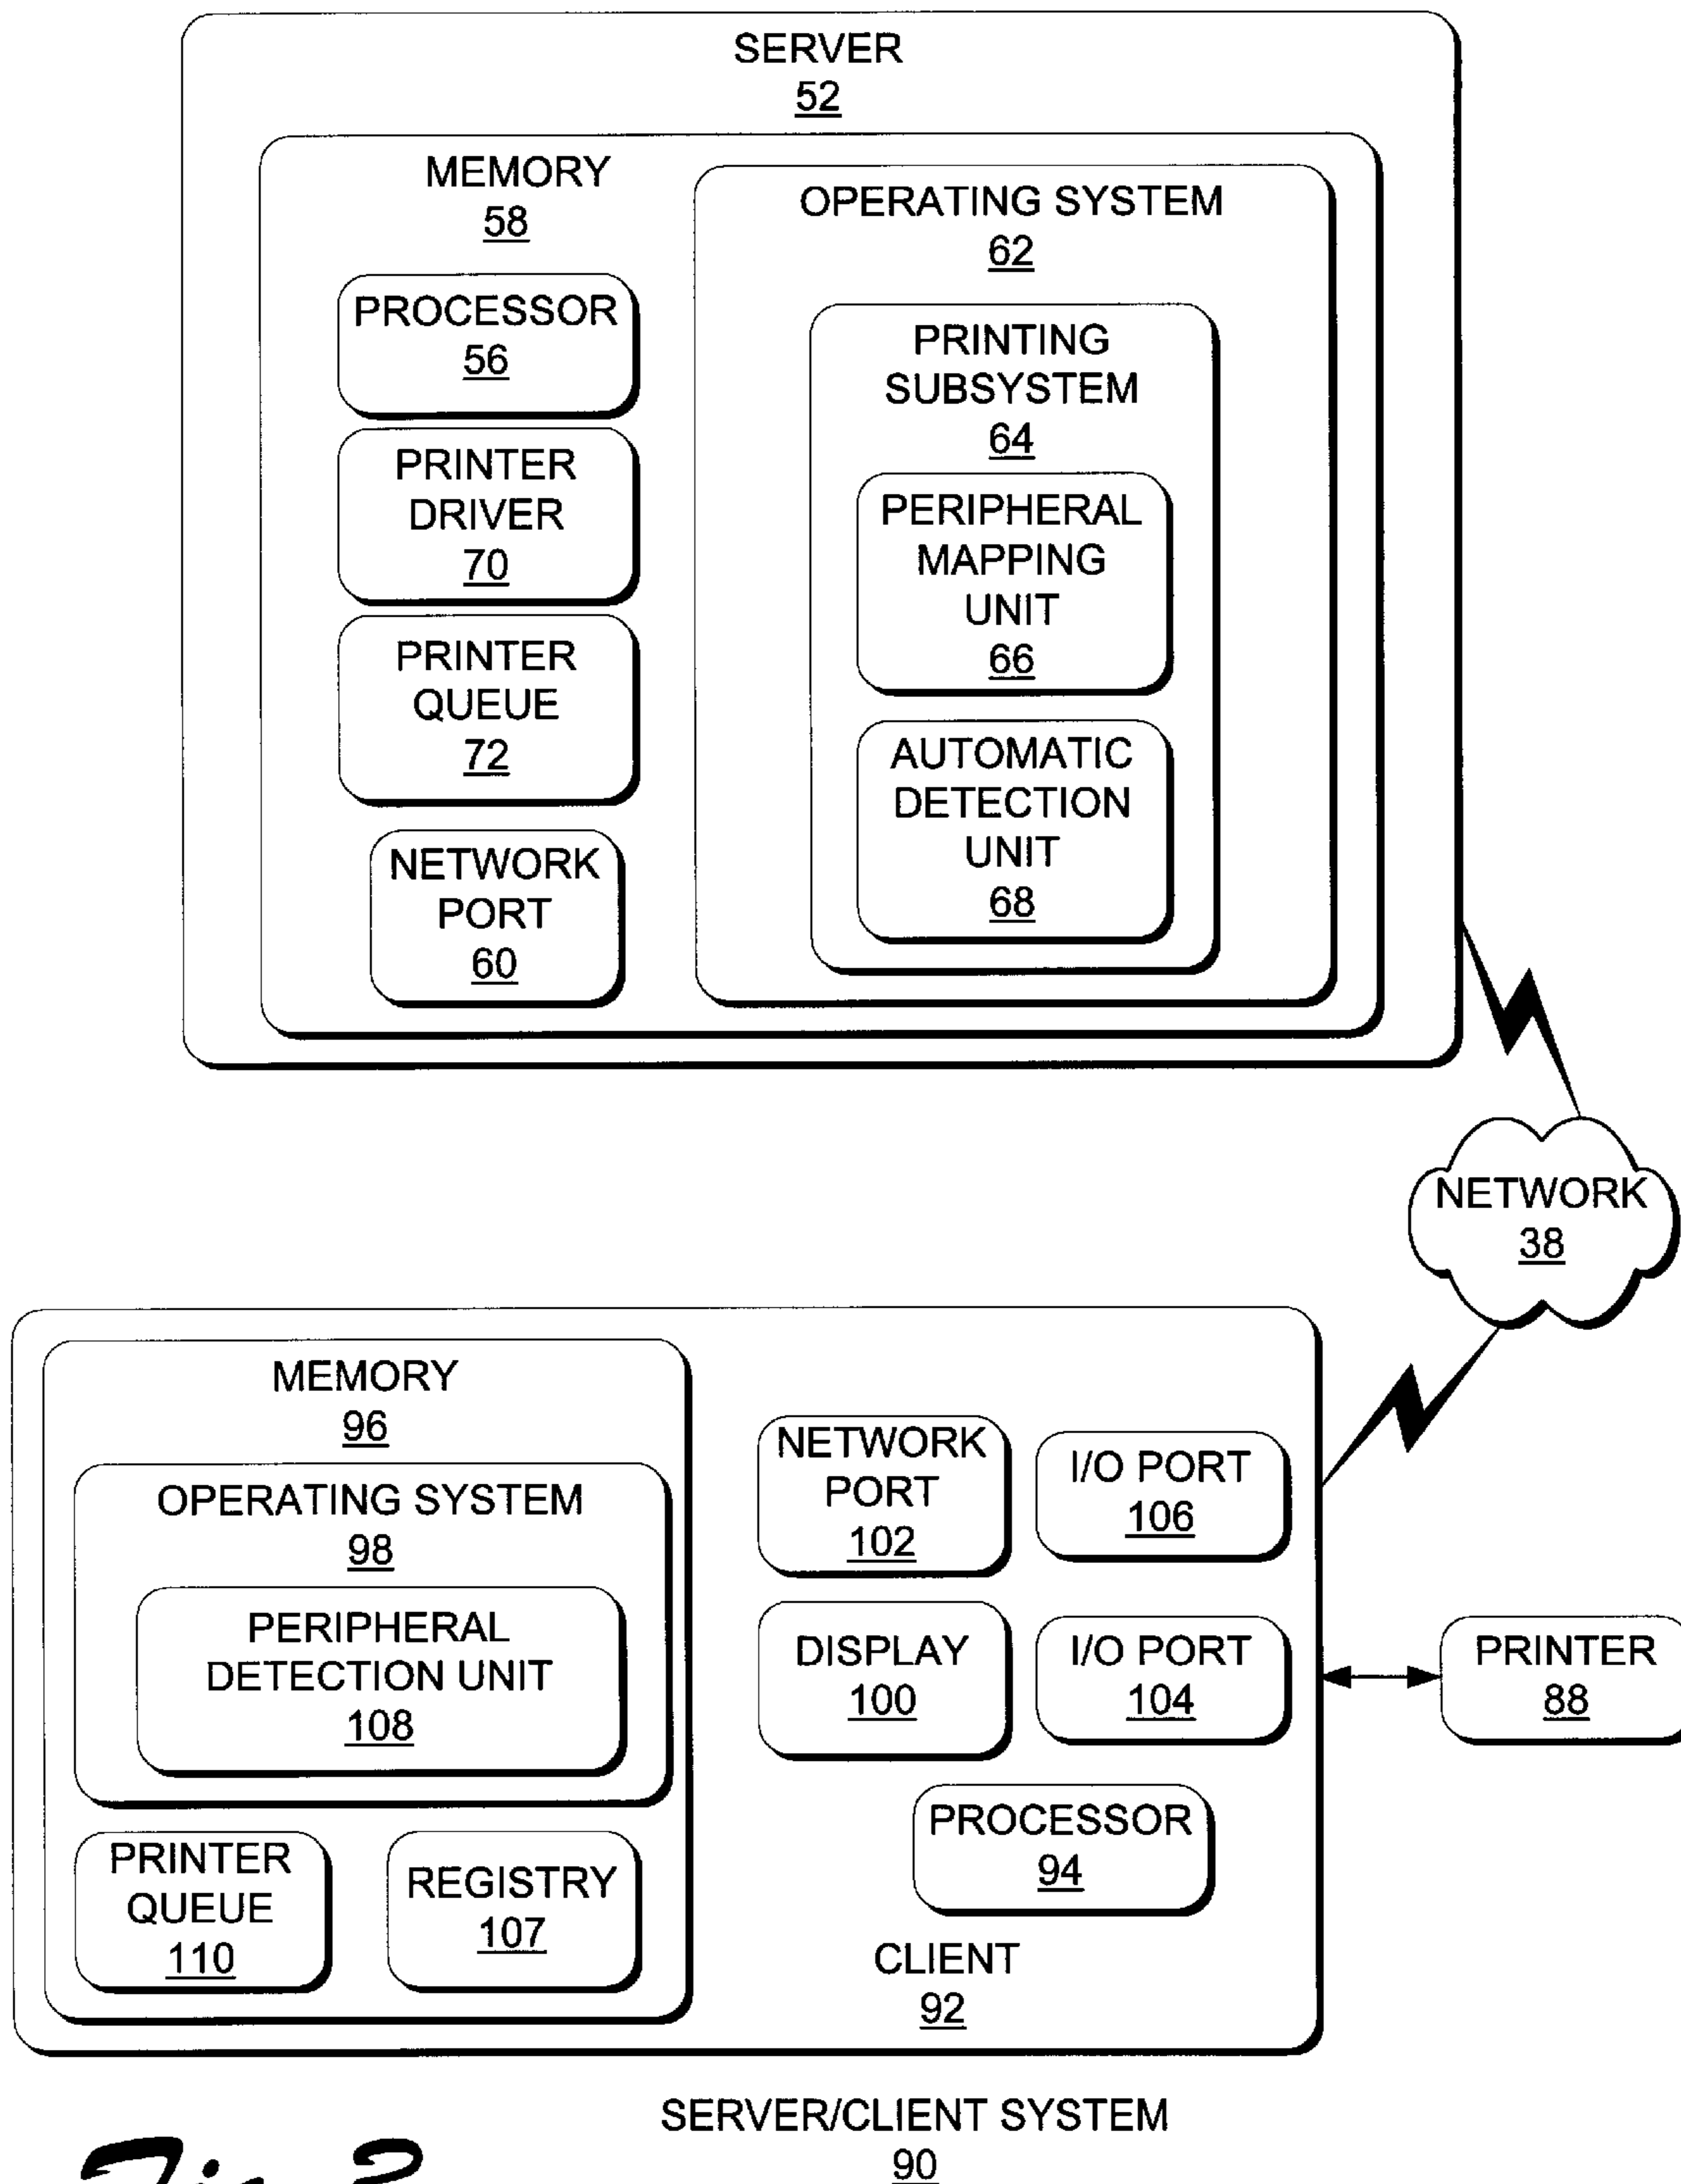 SERVER
52
MEMORY
58
PROCESSOR
56
PRINTER
DRIVER
70
PRINTER
QUEUE
72
NETWORK
PORT
60
OPERATING SYSTEM
62
PRINTING
SUBSYSTEM
64
PERIPHERAL
MAPPING
UNIT
66
AUTOMATIC
DETECTION
UNIT
68
NETWORK
38
MEMORY
96
OPERATING SYSTEM
98
PERIPHERAL
DETECTION UNIT
108
PRINTER
QUEUE
110
REGISTRY
107
NETWORK
PORT
102
I/O PORT
106
DISPLAY
100
I/O PORT
104
PROCESSOR
94
CLIENT
92
PRINTER
88
SERVER/CLIENT SYSTEM
90